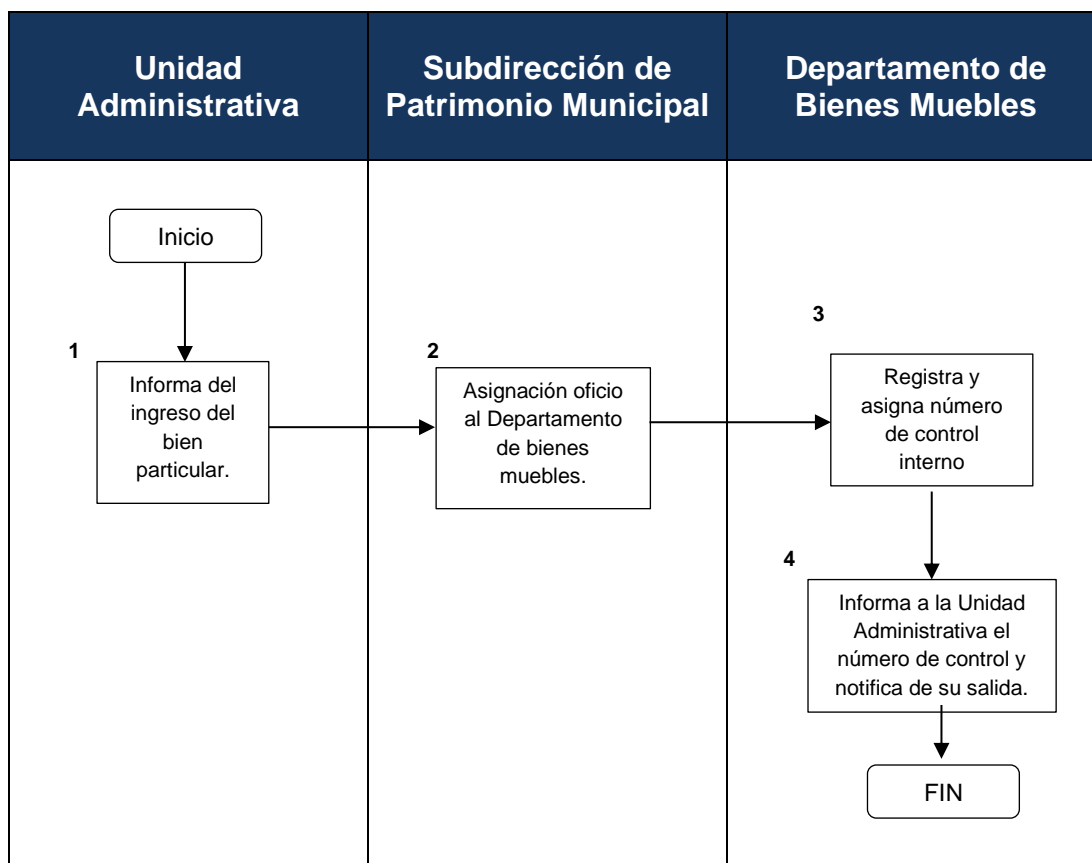 Unidad
Administrativa
Subdirección de
Patrimonio Municipal
Departamento de
Bienes Muebles
Inicio
1
Informa del
ingreso del
bien
particular.
2
Asignación oficio
al Departamento
de bienes
muebles.
3
Registra y
asigna número
de control
interno
4
Informa a la Unidad
Administrativa el
número de control y
notifica de su salida.
FIN